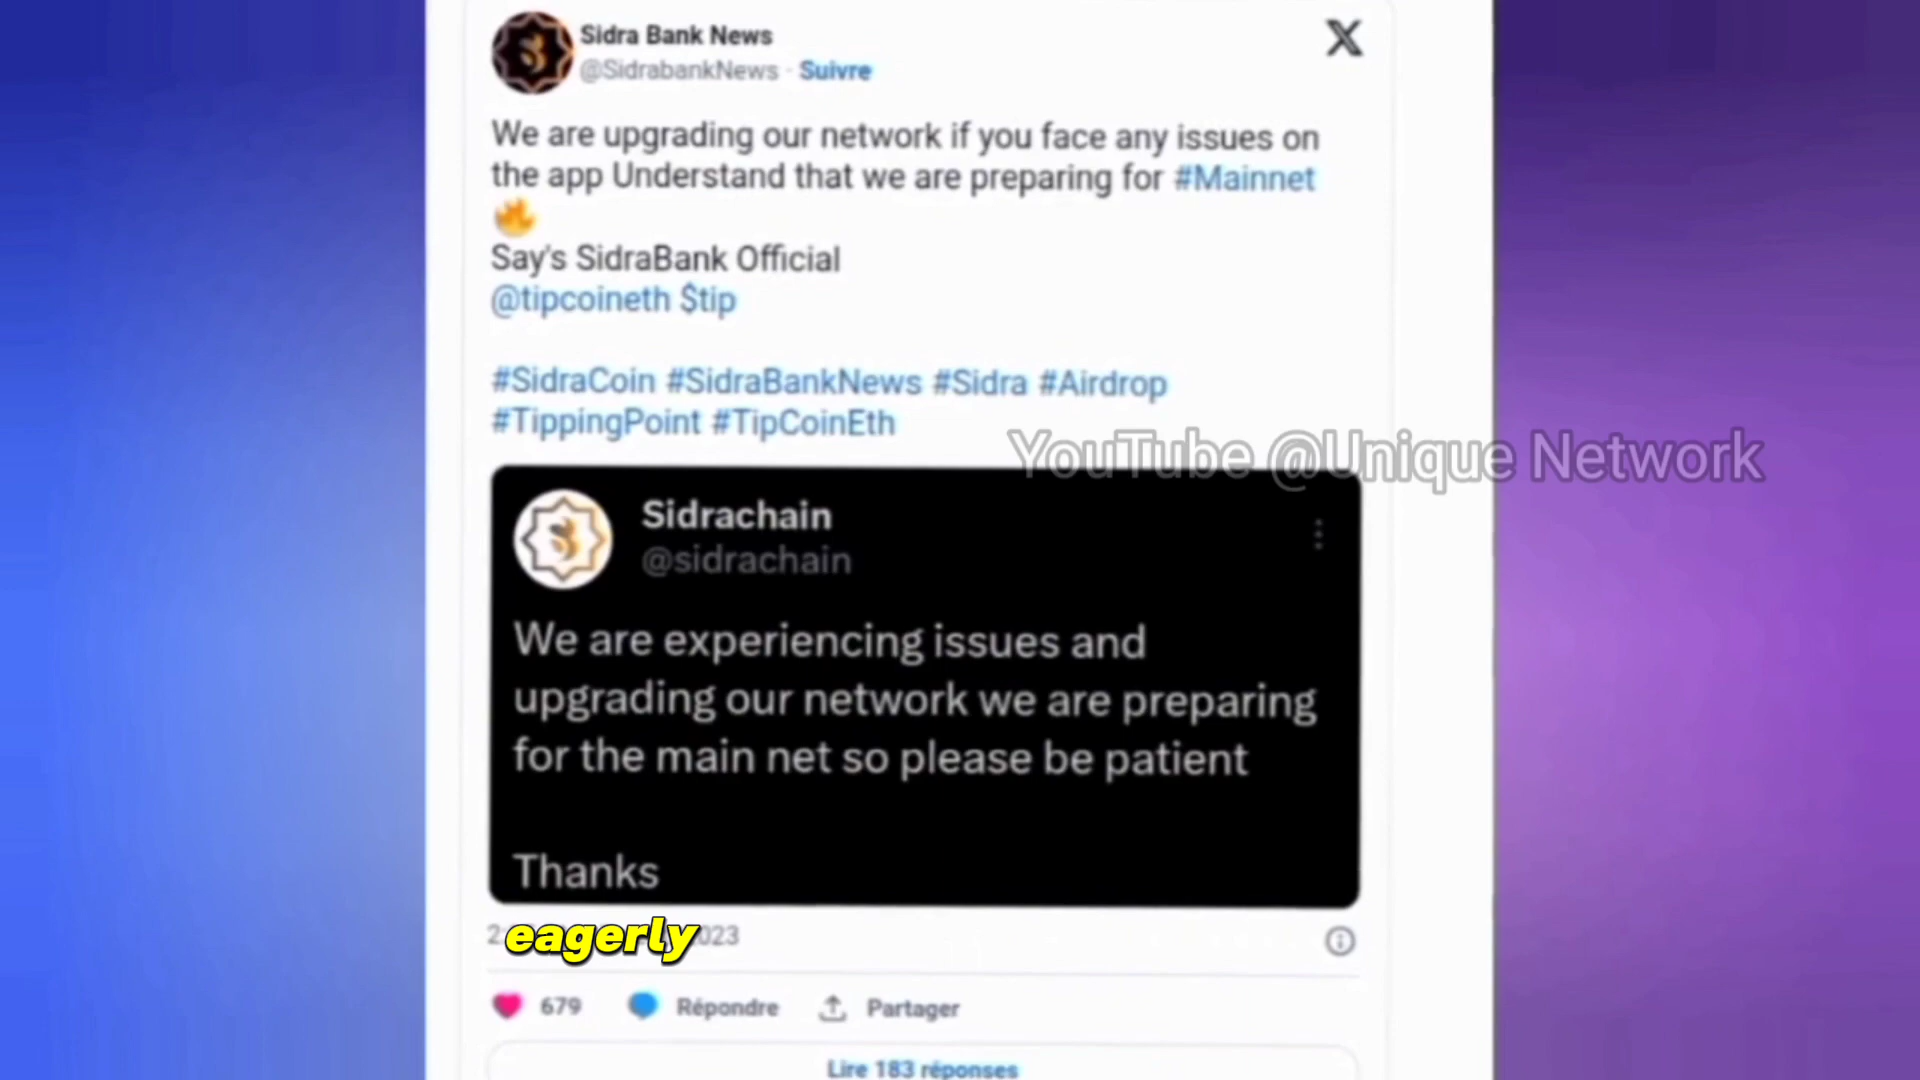 Sidra Bank News
@SidrabankNews · Suivre
We are upgrading our network if you face any issues on
the app Understand that we are preparing for #Mainnet
🔥
Say's SidraBank Official
@tipcoineth $tip
#SidraCoin #SidraBankNews #Sidra #Airdrop
#TippingPoint #TipCoinEth
YouTube @Unique Network
Sidrachain
@sidrachain
We are experiencing issues and
upgrading our network we are preparing
for the main net so please be patient
Thanks
eagerly
679 Répondre Partager
Lire 183 réponses